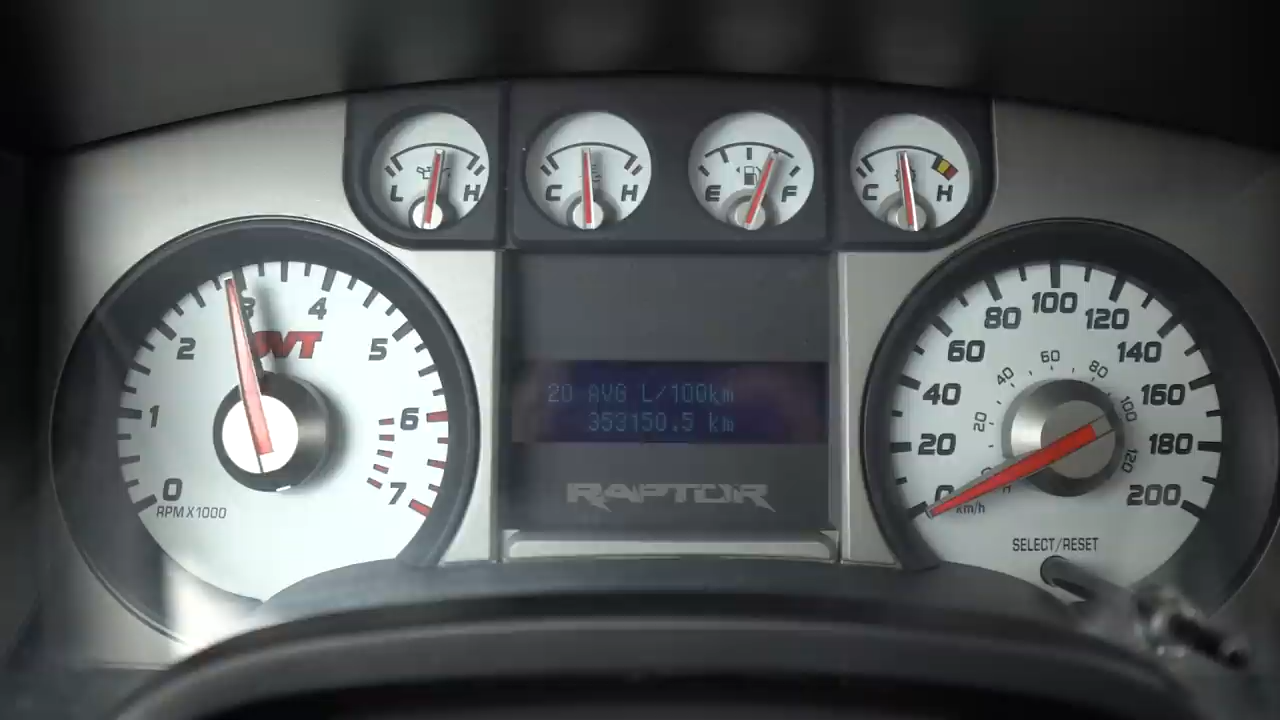 L H
C H
E F
C H
0 1 2 3 4 5 6 7
SVT
RPM X1000
20 AVG L/100km
353150.5 km
RAPTOR
0 20 40 60 80 100 120 140 160 180 200
20 40 60 80 100 120
km/h
SELECT/RESET